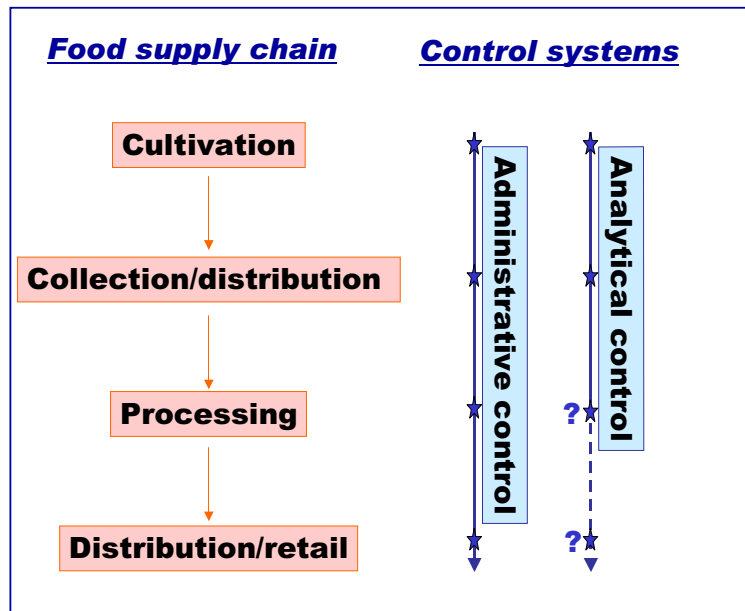 Food supply chain
Control systems
Cultivation
Collection/distribution
Processing
Distribution/retail
Administrative control
Analytical control
?
?